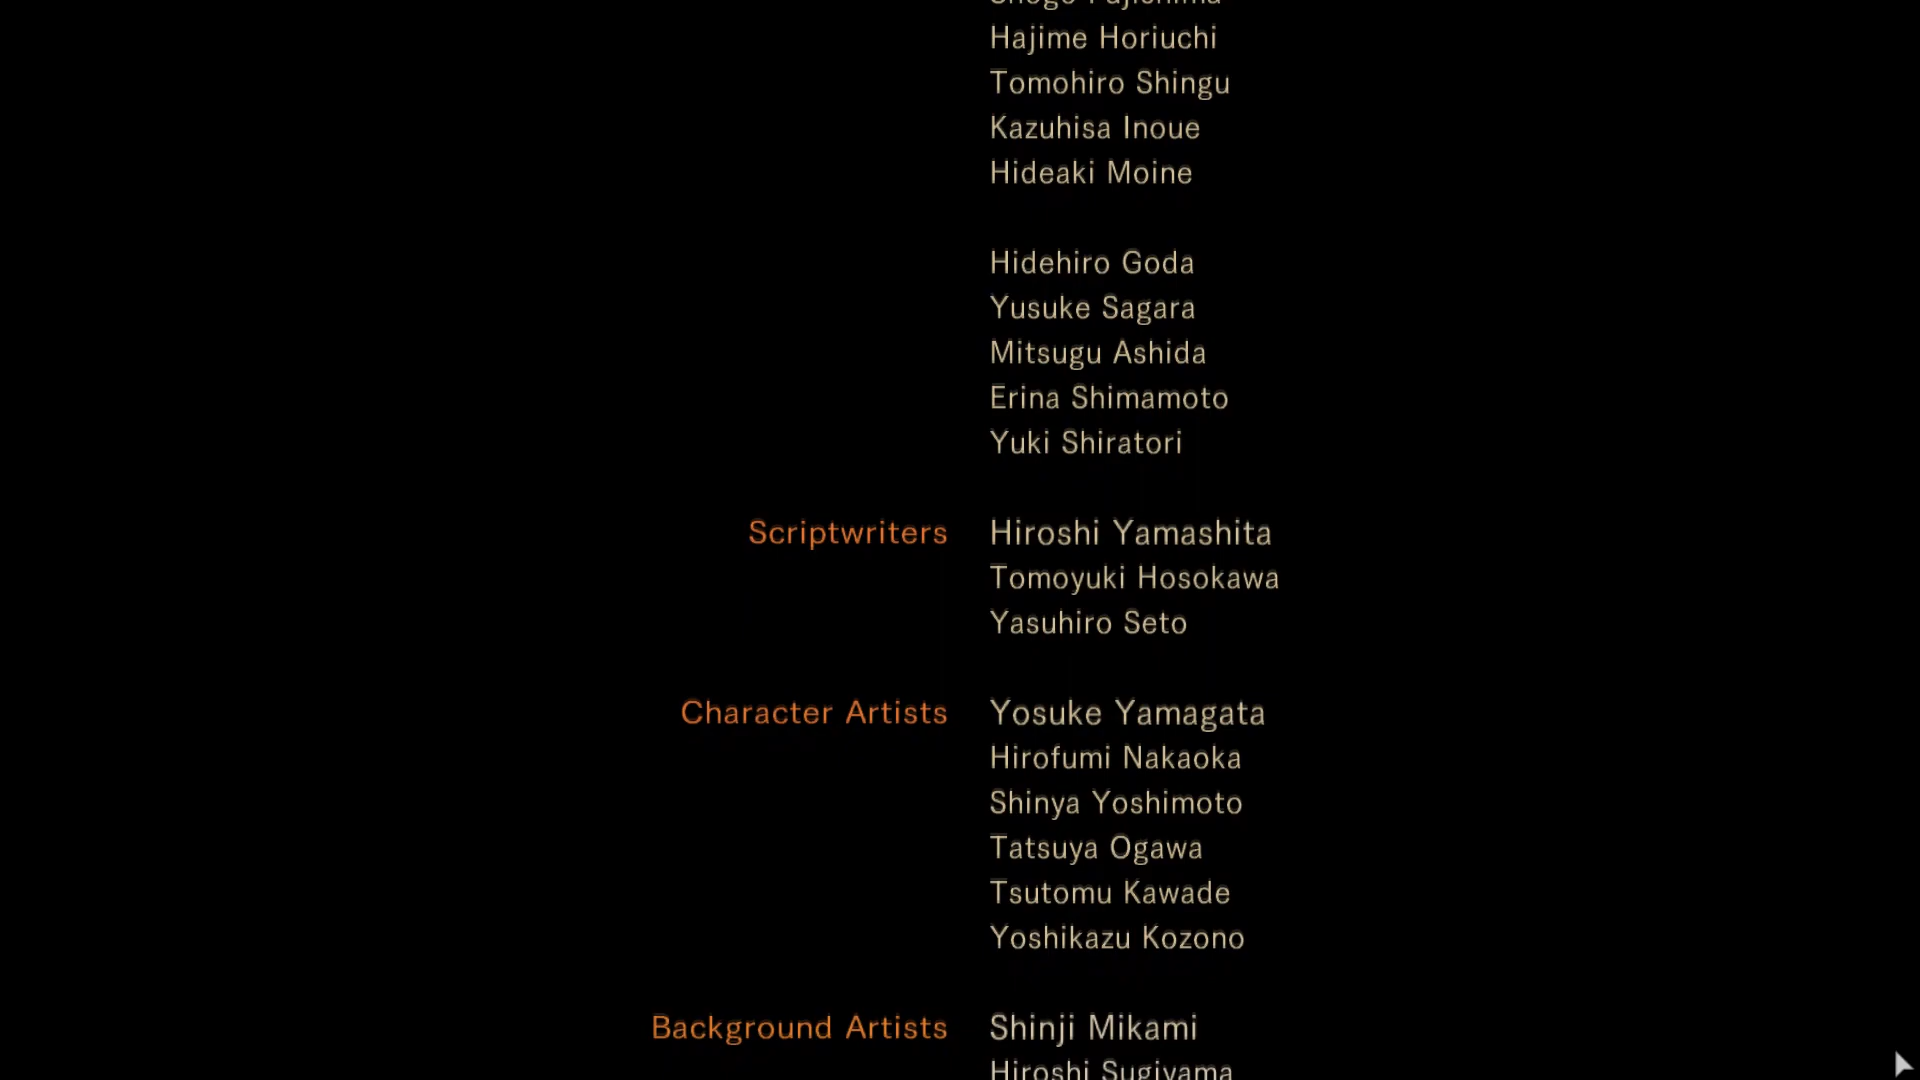 Shogo Fujishima
Hajime Horiuchi
Tomohiro Shingu
Kazuhisa Inoue
Hideaki Moine
Hidehiro Goda
Yusuke Sagara
Mitsugu Ashida
Erina Shimamoto
Yuki Shiratori
Scriptwriters Hiroshi Yamashita
Tomoyuki Hosokawa
Yasuhiro Seto
Character Artists Yosuke Yamagata
Hirofumi Nakaoka
Shinya Yoshimoto
Tatsuya Ogawa
Tsutomu Kawade
Yoshikazu Kozono
Background Artists Shinji Mikami
Hiroshi Sugiyama